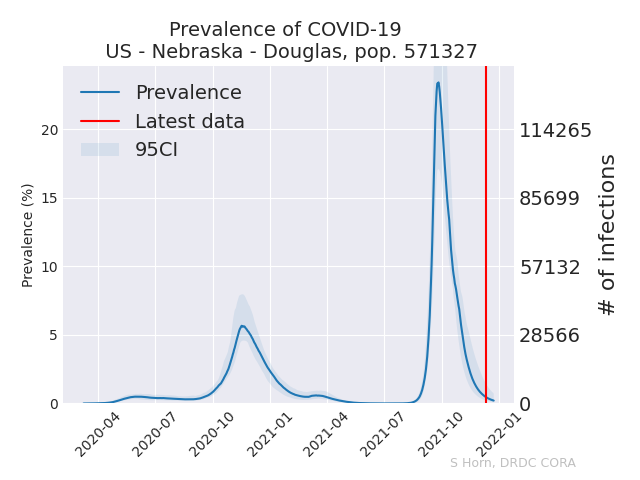 Prevalence of COVID-19
US - Nebraska - Douglas, pop. 571327
Prevalence
Latest data
95CI
Prevalence (%)
20
15
10
5
0
114265
85699
57132
28566
0
# of infections
2020-04
2020-07
2020-10
2021-01
2021-04
2021-07
2021-10
2022-01
S Horn, DRDC CORA